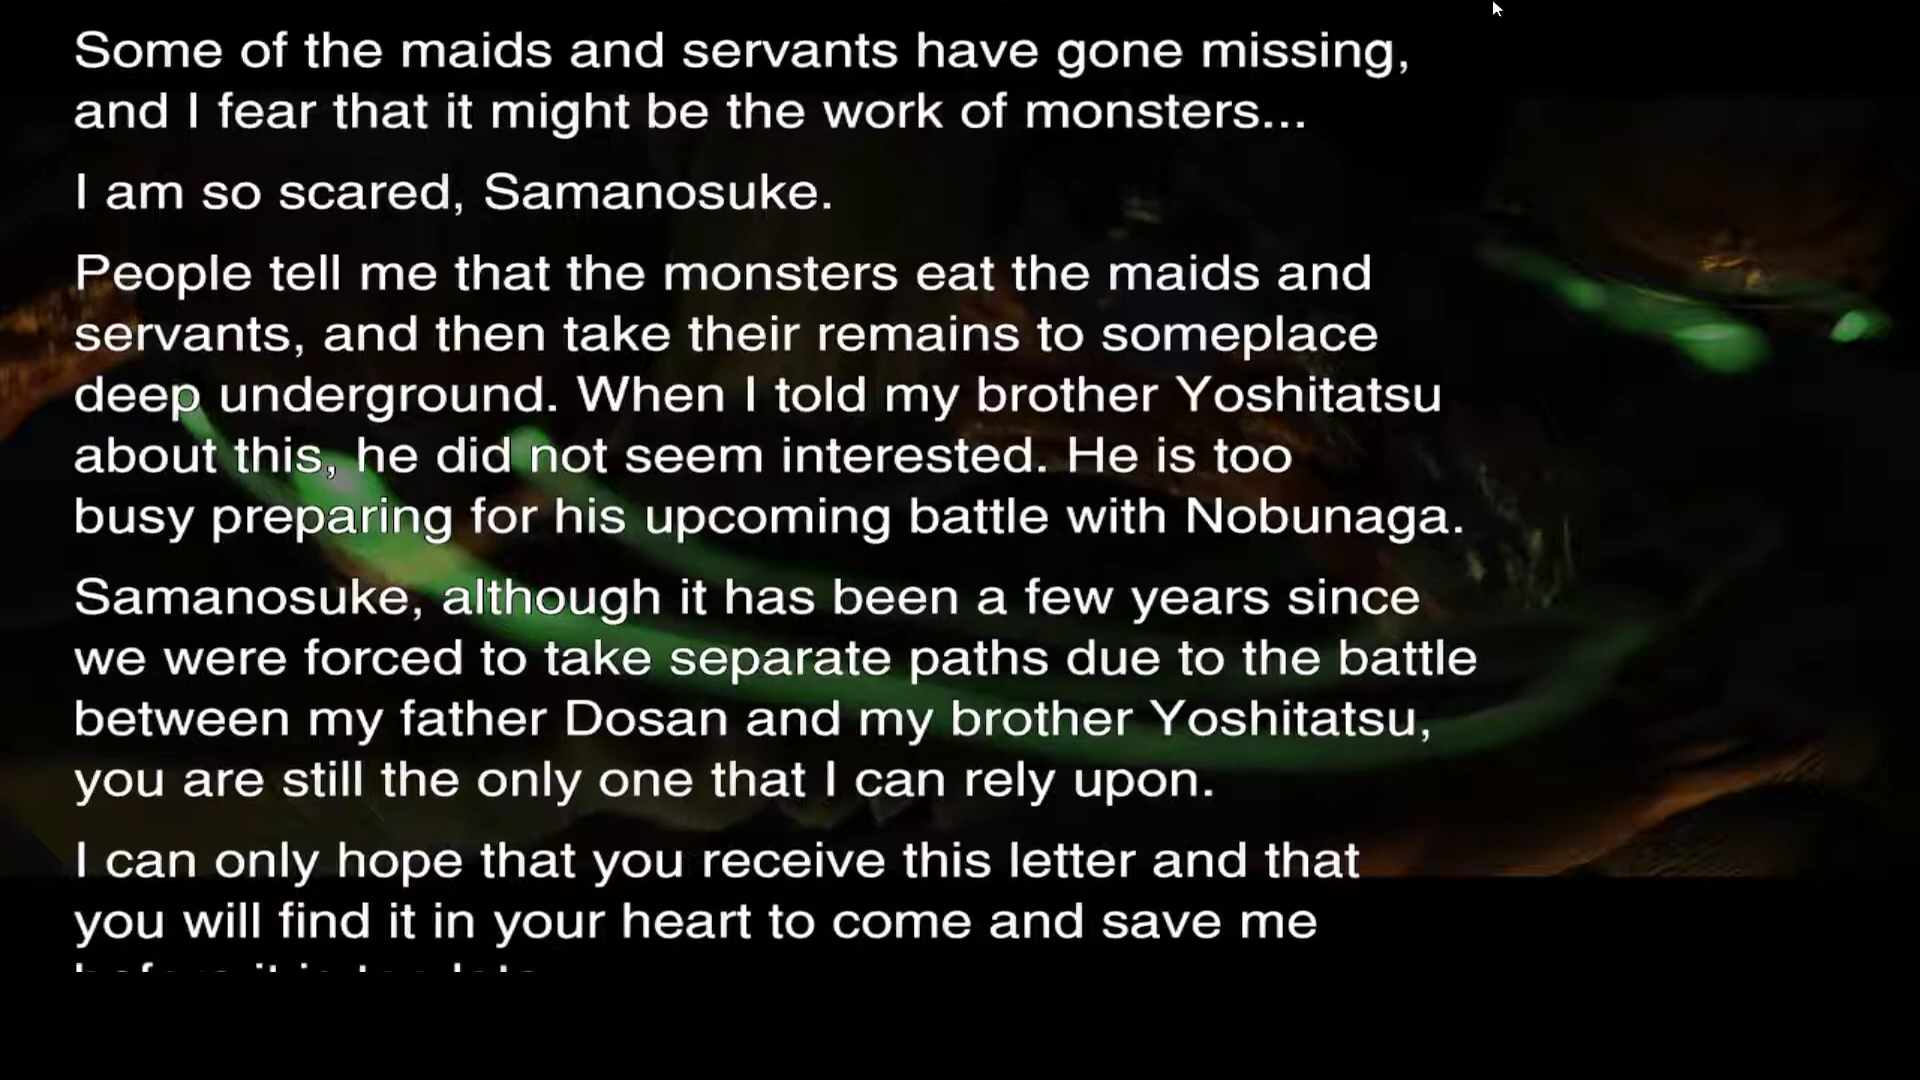 Some of the maids and servants have gone missing,
and I fear that it might be the work of monsters...
I am so scared, Samanosuke.
People tell me that the monsters eat the maids and
servants, and then take their remains to someplace
deep underground. When I told my brother Yoshitatsu
about this, he did not seem interested. He is too
busy preparing for his upcoming battle with Nobunaga.
Samanosuke, although it has been a few years since
we were forced to take separate paths due to the battle
between my father Dosan and my brother Yoshitatsu,
you are still the only one that I can rely upon.
I can only hope that you receive this letter and that
you will find it in your heart to come and save me